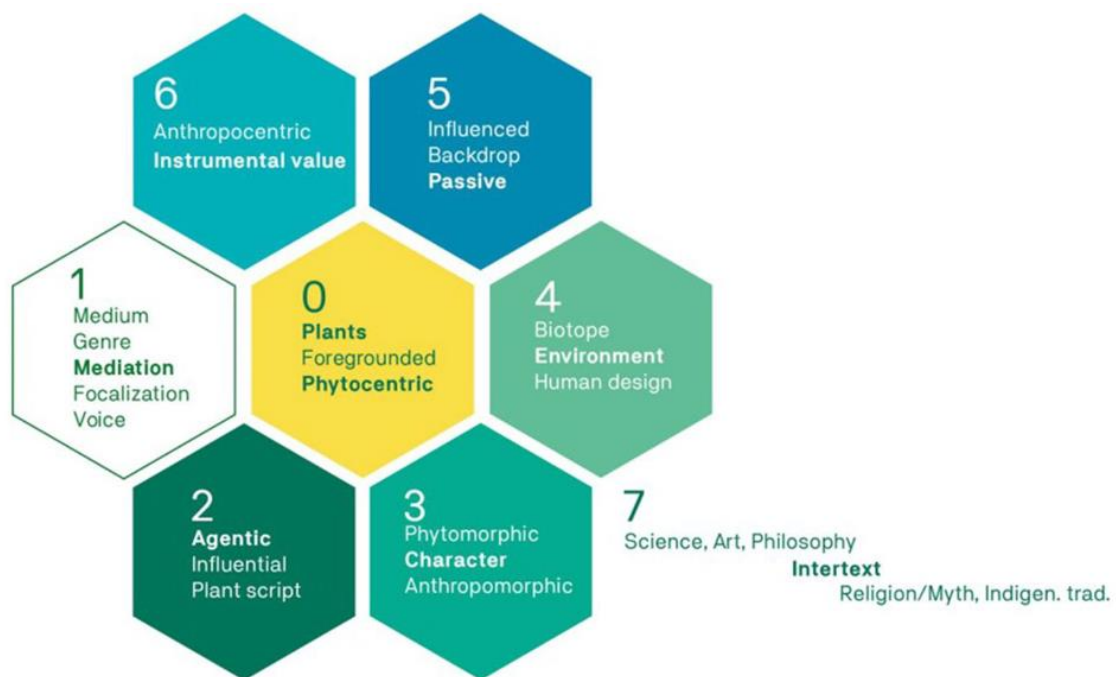 6
Anthropocentric
Instrumental value
5
Influenced
Backdrop
Passive
1
Medium
Genre
Mediation
Focalization
Voice
0
Plants
Foregrounded
Phytocentric
4
Biotope
Environment
Human design
2
Agentic
Influential
Plant script
3
Phytomorphic
Character
Anthropomorphic
7
Science, Art, Philosophy
Intertext
Religion/Myth, Indigen. trad.